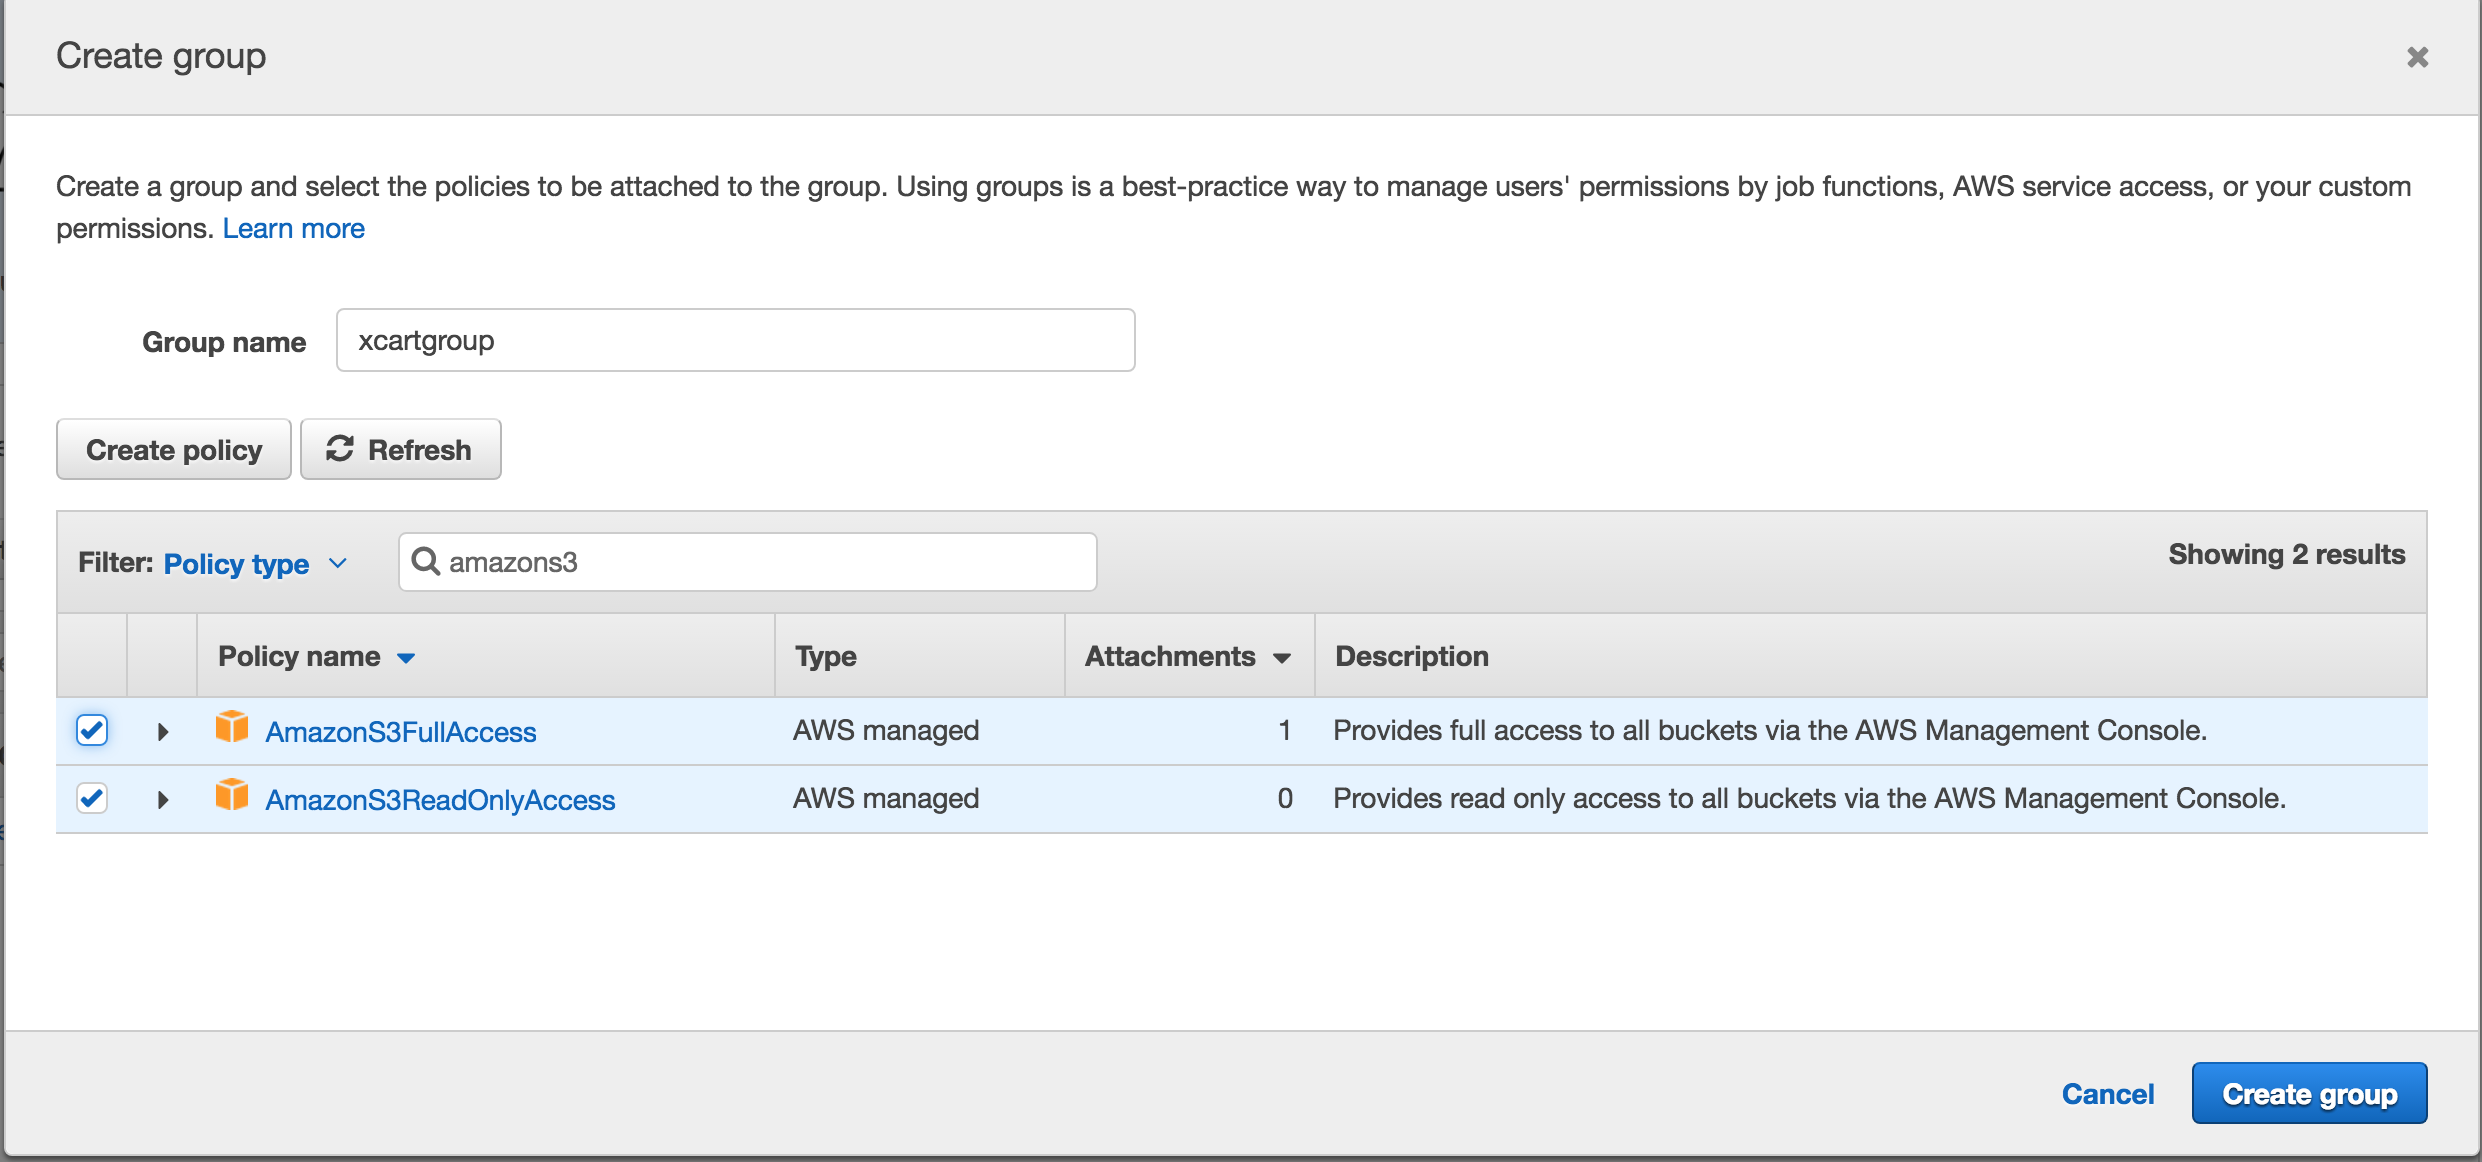 Create group
Create a group and select the policies to be attached to the group. Using groups is a best-practice way to manage users' permissions by job functions, AWS service access, or your custom
permissions. Learn more
Group name xcartgroup
Create policy Refresh
Filter: Policy type amazons3 Showing 2 results
Policy name Type Attachments Description
AmazonS3FullAccess AWS managed 1 Provides full access to all buckets via the AWS Management Console.
AmazonS3ReadOnlyAccess AWS managed 0 Provides read only access to all buckets via the AWS Management Console.
Cancel Create group